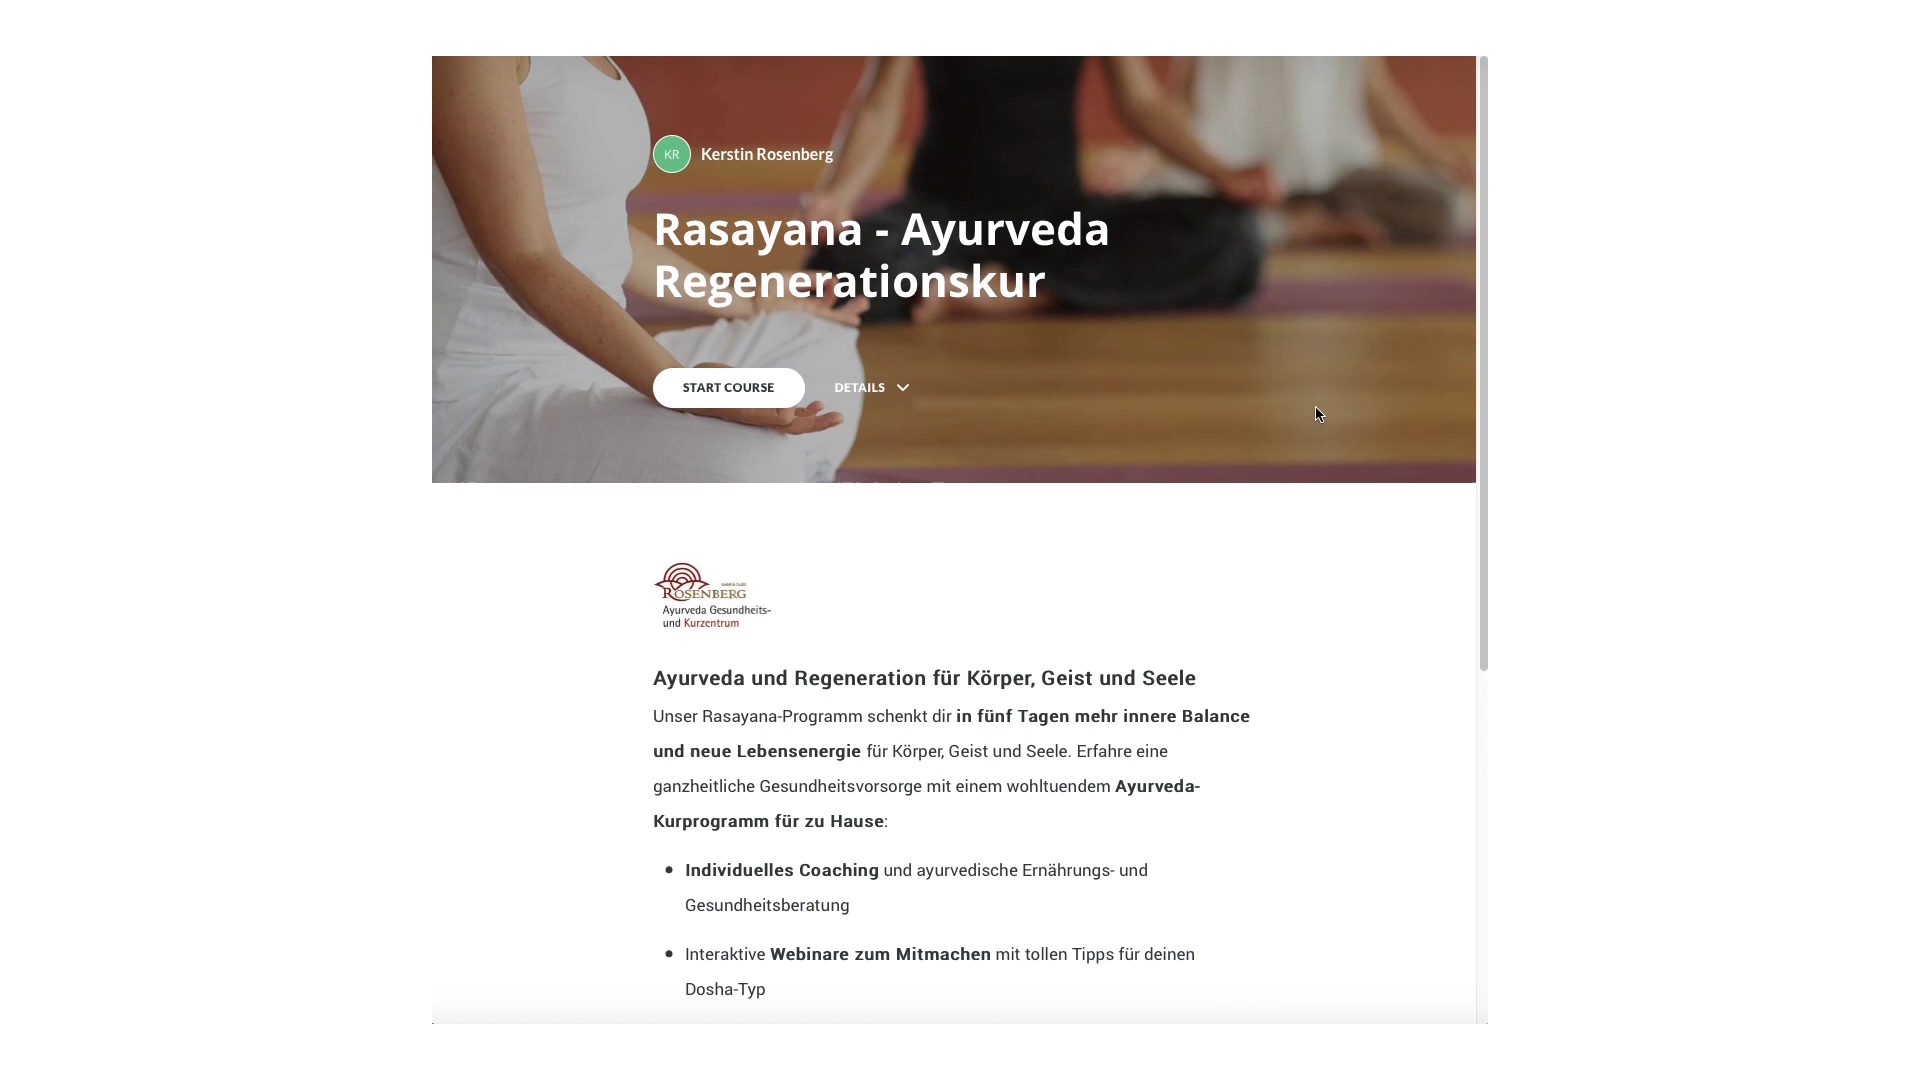 KR
Kerstin Rosenberg
Rasayana - Ayurveda
Regenerationskur
START COURSE
DETAILS
ROSENBERG
Ayurveda Gesundheits-
und Kurzentrum
Ayurveda und Regeneration für Körper, Geist und Seele
Unser Rasayana-Programm schenkt dir in fünf Tagen mehr innere Balance
und neue Lebensenergie für Körper, Geist und Seele. Erfahre eine
ganzheitliche Gesundheitsvorsorge mit einem wohltuendem Ayurveda-
Kurprogramm für zu Hause:
Individuelles Coaching und ayurvedische Ernährungs- und
Gesundheitsberatung
Interaktive Webinare zum Mitmachen mit tollen Tipps für deinen
Dosha-Typ